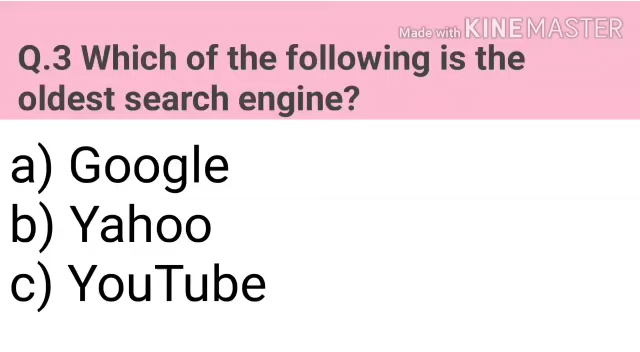 Made with KINEMASTER
Q.3 Which of the following is the
oldest search engine?
a) Google
b) Yahoo
c) YouTube